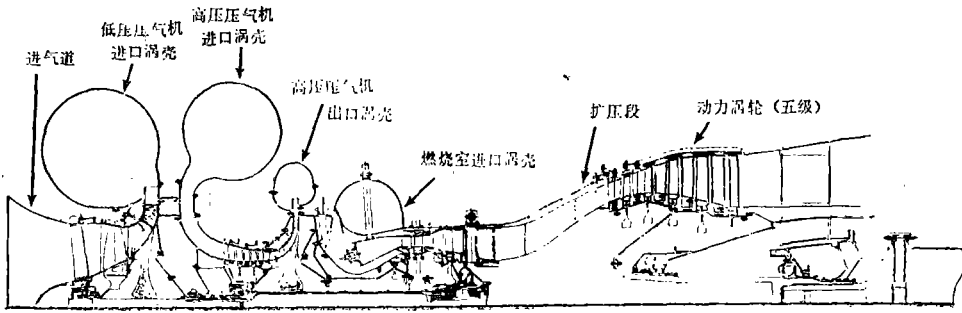 高压压气机
进口涡壳
低压压气机
进口涡壳
进气道
高压压气机
出口涡壳
扩压段
动力涡轮（五级）
燃烧室进口涡壳